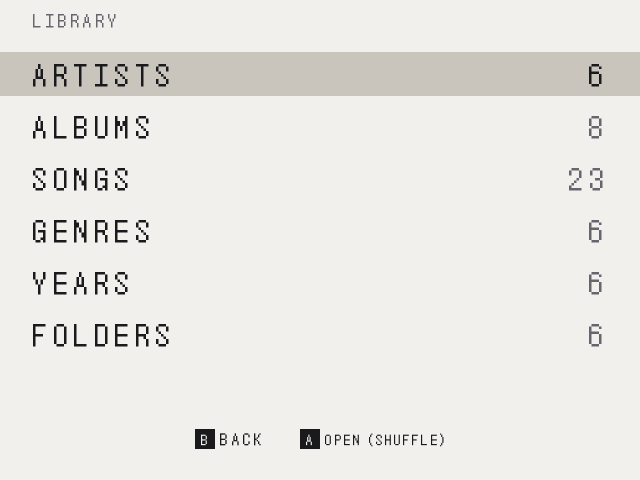 LIBRARY
ARTISTS 6
ALBUMS 8
SONGS 23
GENRES 6
YEARS 6
FOLDERS 6
B BACK A OPEN (SHUFFLE)